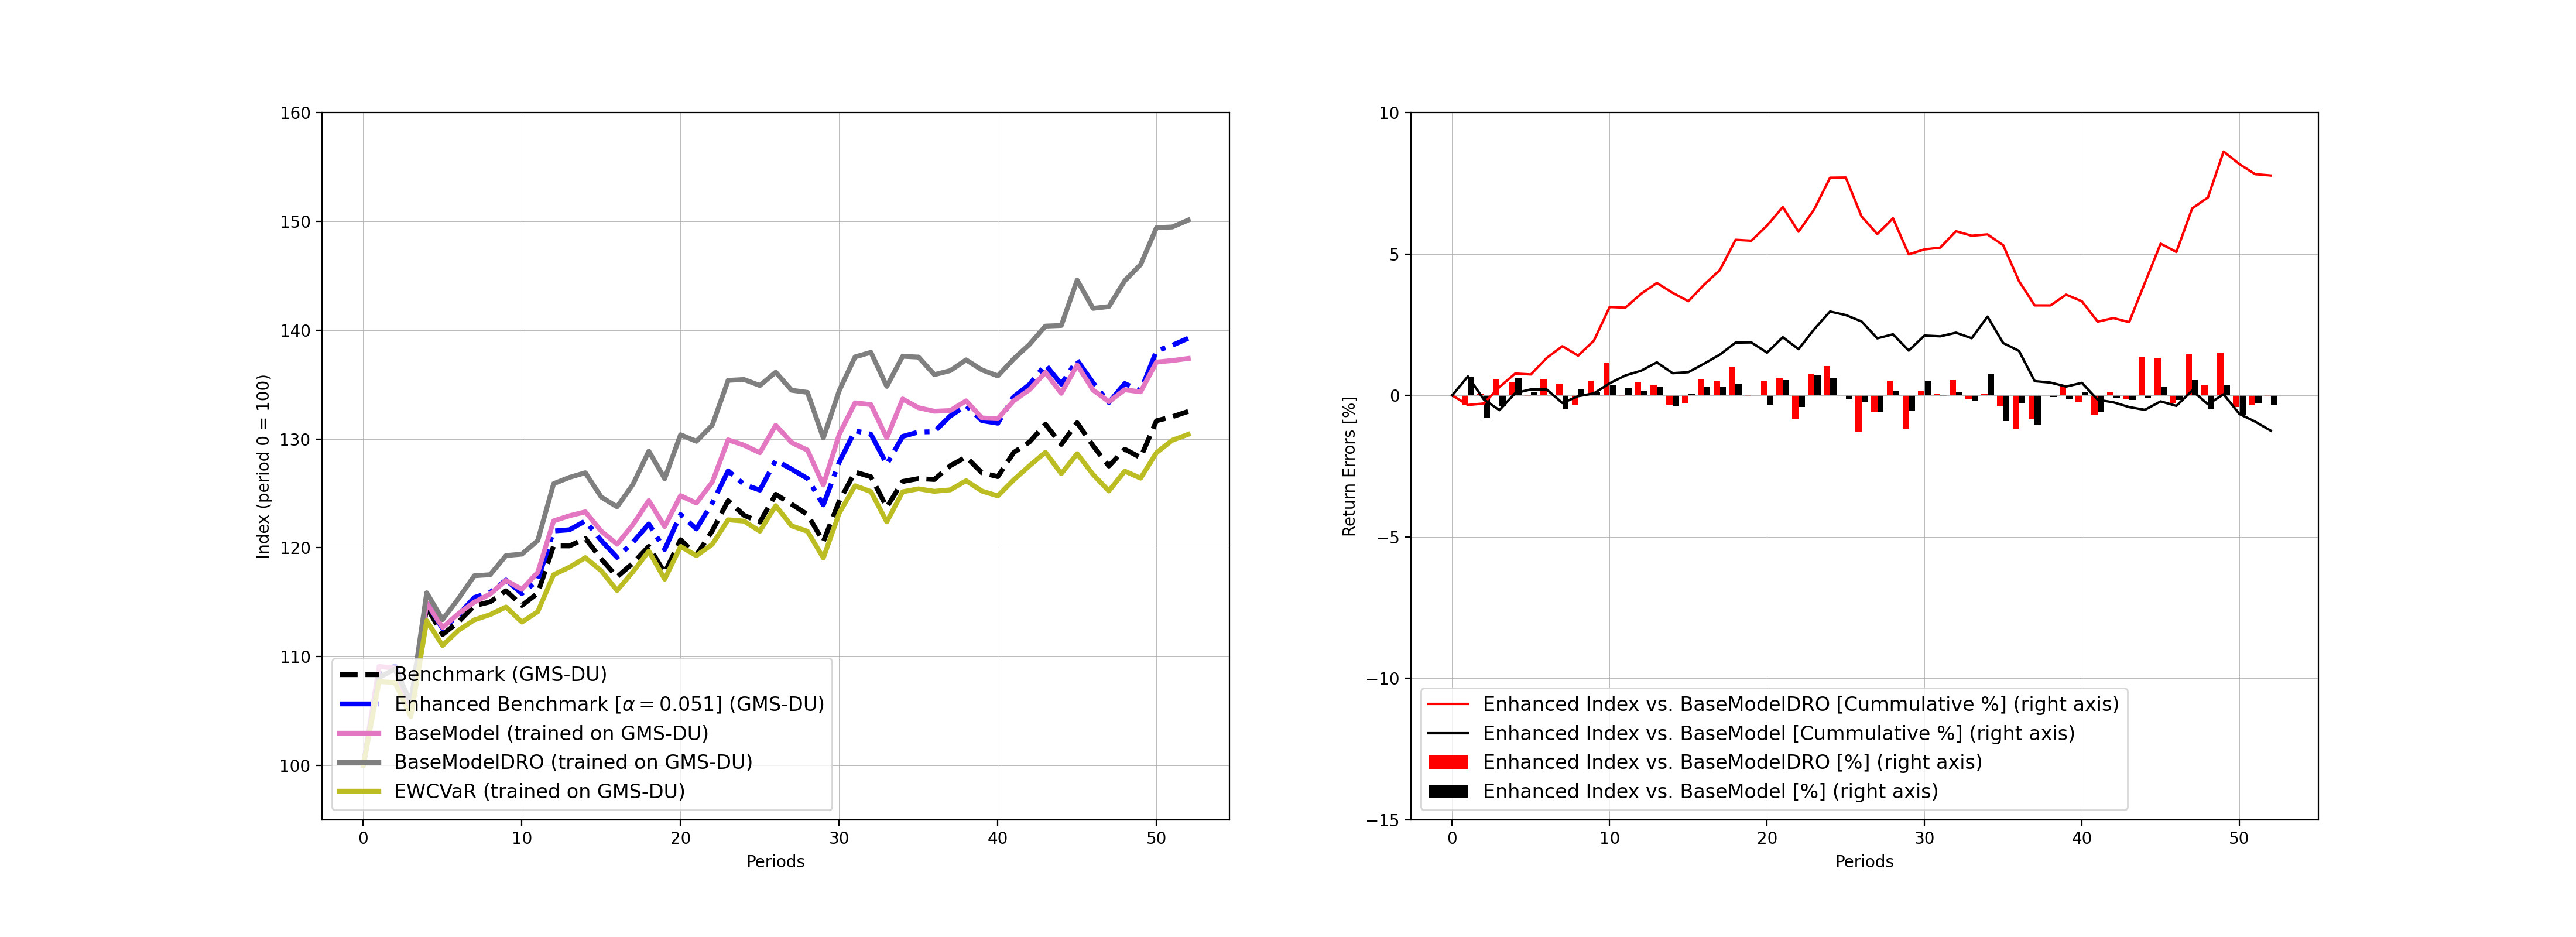 160
150
140
130
120
110
100
Index (period 0 = 100)
Benchmark (GMS-DU)
Enhanced Benchmark [α = 0.051] (GMS-DU)
BaseModel (trained on GMS-DU)
BaseModelDRO (trained on GMS-DU)
EWCVaR (trained on GMS-DU)
0 10 20 30 40 50
Periods
10
5
0
−5
−10
−15
Return Errors [%]
Enhanced Index vs. BaseModelDRO [Cummulative %] (right axis)
Enhanced Index vs. BaseModel [Cummulative %] (right axis)
Enhanced Index vs. BaseModelDRO [%] (right axis)
Enhanced Index vs. BaseModel [%] (right axis)
0 10 20 30 40 50
Periods